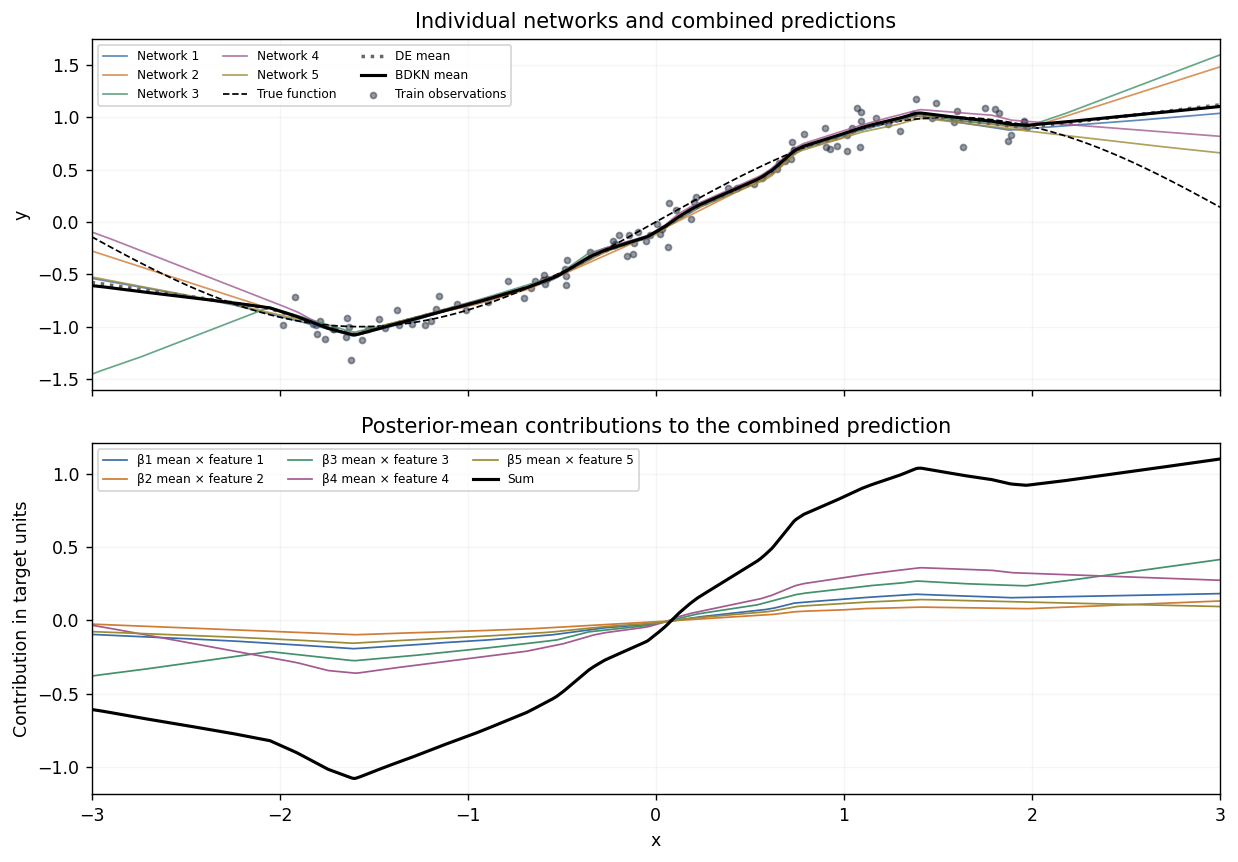 Individual networks and combined predictions
Network 1 Network 4 DE mean
Network 2 Network 5 BDKN mean
Network 3 True function Train observations
1.5
1.0
0.5
0.0
−0.5
−1.0
−1.5
y
Posterior-mean contributions to the combined prediction
β1 mean × feature 1 β3 mean × feature 3 β5 mean × feature 5
β2 mean × feature 2 β4 mean × feature 4 Sum
1.0
0.5
0.0
−0.5
−1.0
Contribution in target units
−3 −2 −1 0 1 2 3
x